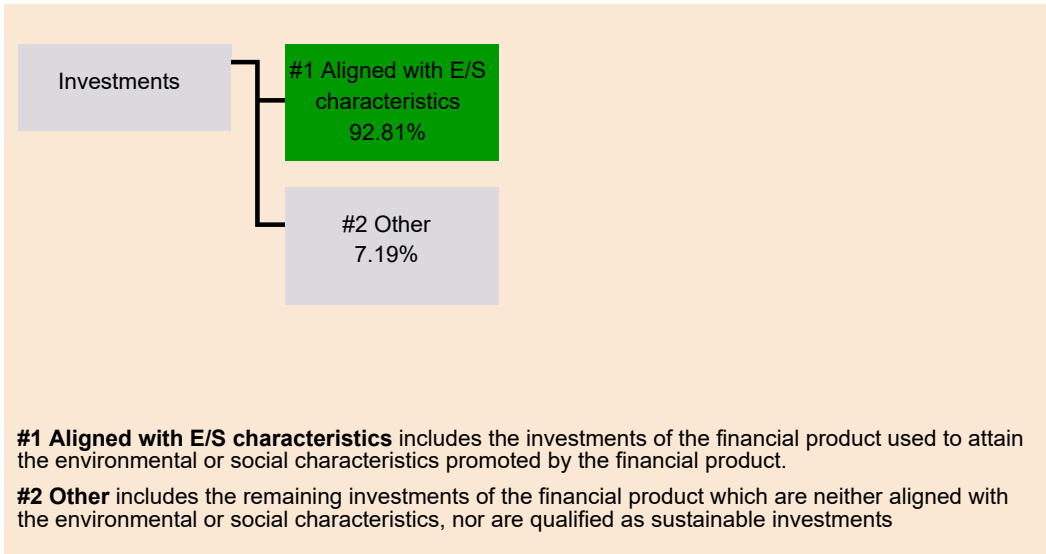 Investments
#1 Aligned with E/S
characteristics
92.81%
#2 Other
7.19%
#1 Aligned with E/S characteristics includes the investments of the financial product used to attain
the environmental or social characteristics promoted by the financial product.
#2 Other includes the remaining investments of the financial product which are neither aligned with
the environmental or social characteristics, nor are qualified as sustainable investments